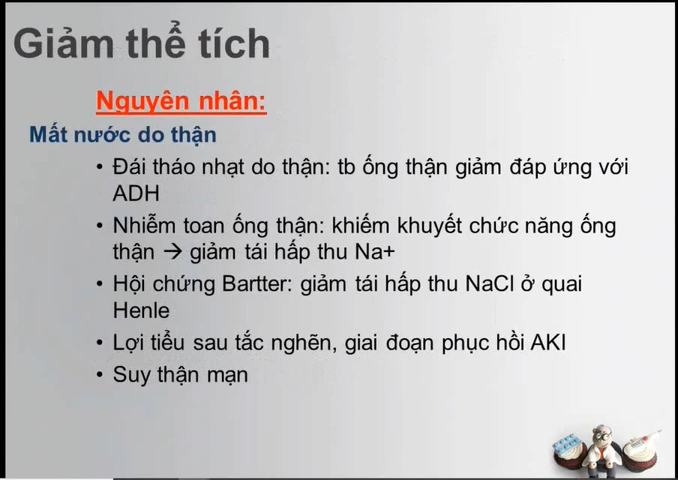 Giảm thể tích
Nguyên nhân:
Mất nước do thận
• Đái tháo nhạt do thận: tb ống thận giảm đáp ứng với
ADH
• Nhiễm toan ống thận: khiếm khuyết chức năng ống
thận → giảm tái hấp thu Na+
• Hội chứng Bartter: giảm tái hấp thu NaCl ở quai
Henle
• Lợi tiểu sau tắc nghẽn, giai đoạn phục hồi AKI
• Suy thận mạn